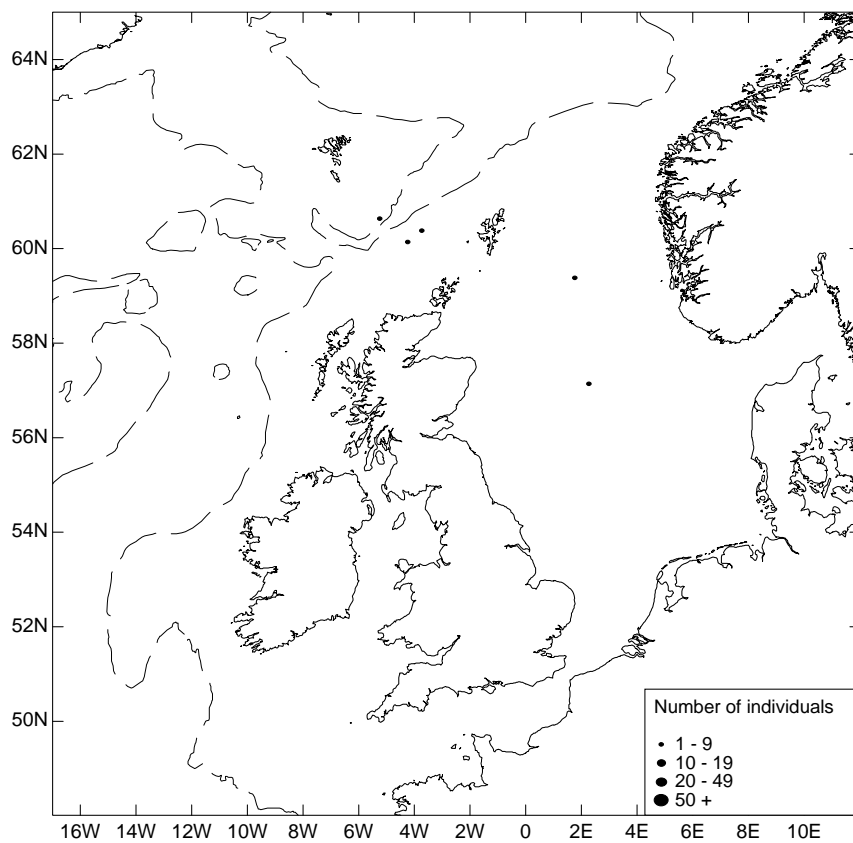 64N
62N
60N
58N
56N
54N
52N
50N
Number of individuals
1 - 9
10 - 19
20 - 49
50 +
16W 14W 12W 10W 8W 6W 4W 2W 0 2E 4E 6E 8E 10E